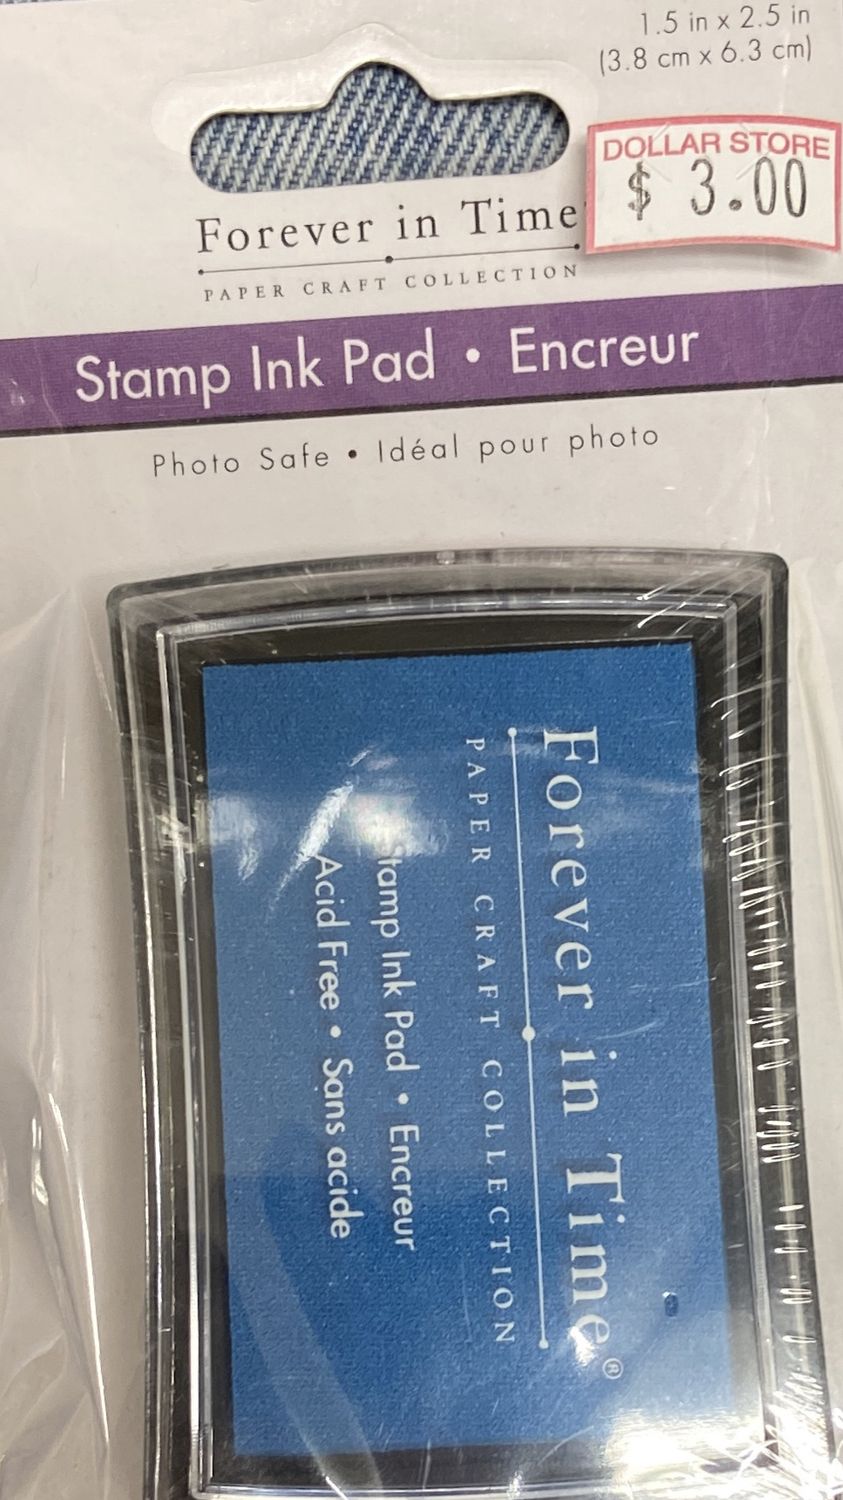 1.5 in x 2.5 in
(3.8 cm x 6.3 cm)
DOLLAR STORE
$ 3.00
Forever in Time
PAPER CRAFT COLLECTION
Stamp Ink Pad • Encreur
Photo Safe • Idéal pour photo
Forever in Time®
PAPER CRAFT COLLECTION
Stamp Ink Pad • Encreur
Acid Free • Sans acide